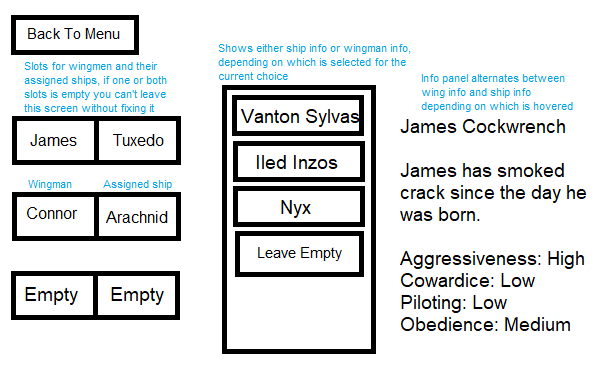 Back To Menu
Slots for wingmen and their
assigned ships, if one or both
slots is empty you can't leave
this screen without fixing it
James
Tuxedo
Wingman
Assigned ship
Connor
Arachnid
Empty
Empty
Shows either ship info or wingman info,
depending on which is selected for the
current choice
Vanton Sylvas
Iled Inzos
Nyx
Leave Empty
Info panel alternates between
wing info and ship info
depending on which is hovered
James Cockwrench
James has smoked
crack since the day he
was born.
Aggressiveness: High
Cowardice: Low
Piloting: Low
Obedience: Medium